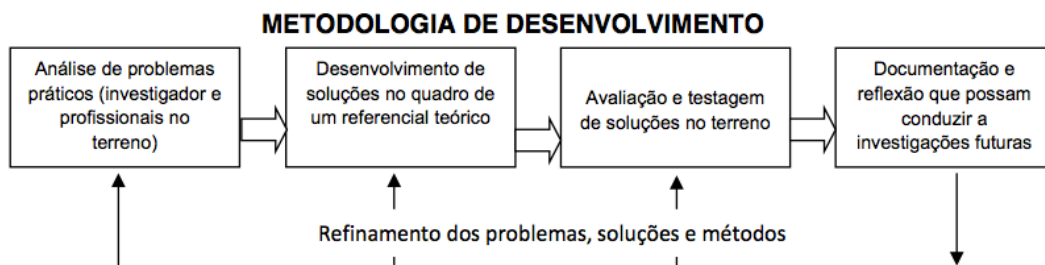 METODOLOGIA DE DESENVOLVIMENTO
Análise de problemas
práticos (investigador e
profissionais no
terreno)
Desenvolvimento de
soluções no quadro de
um referencial teórico
Avaliação e testagem
de soluções no terreno
Documentação e
reflexão que possam
conduzir a
investigações futuras
Refinamento dos problemas, soluções e métodos